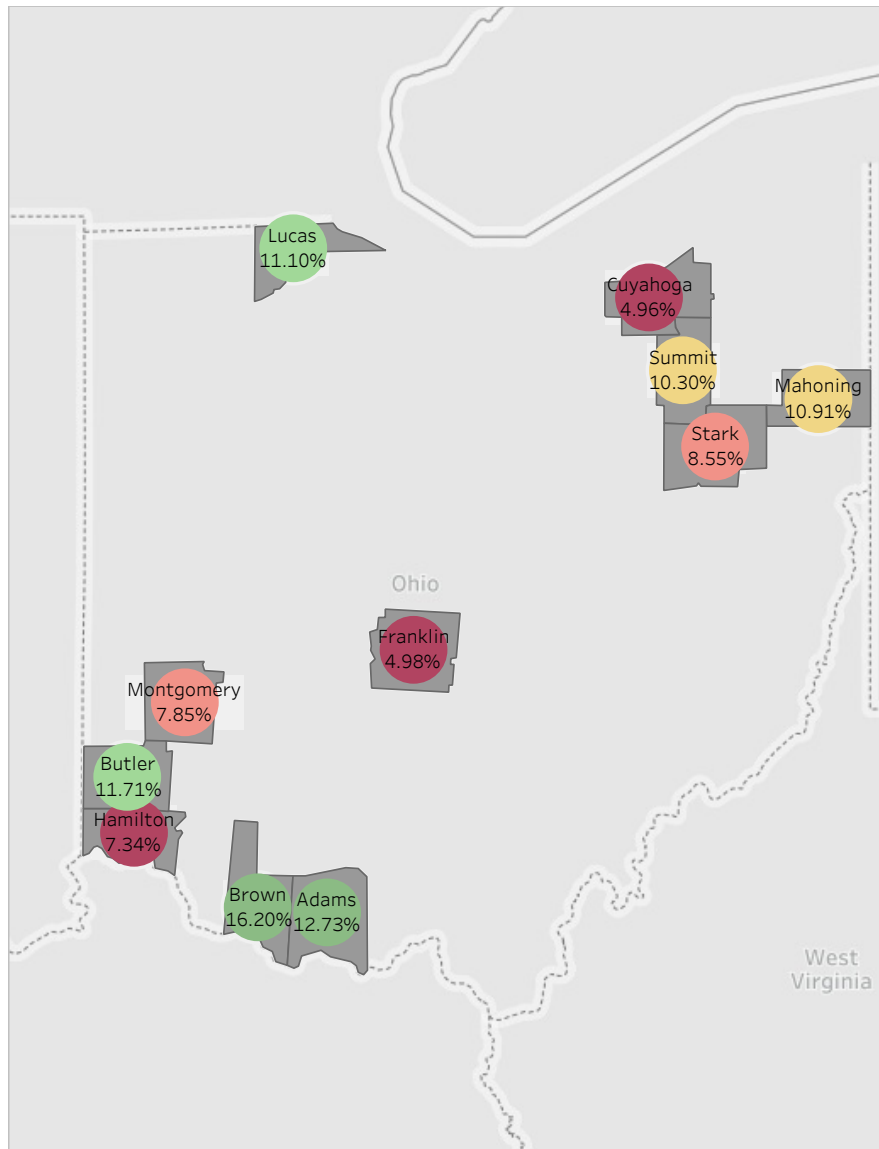 Lucas
11.10%
Cuyahoga
4.96%
Summit
10.30%
Mahoning
10.91%
Stark
8.55%
Ohio
Franklin
4.98%
Montgomery
7.85%
Butler
11.71%
Hamilton
7.34%
Brown
16.20%
Adams
12.73%
West
Virginia